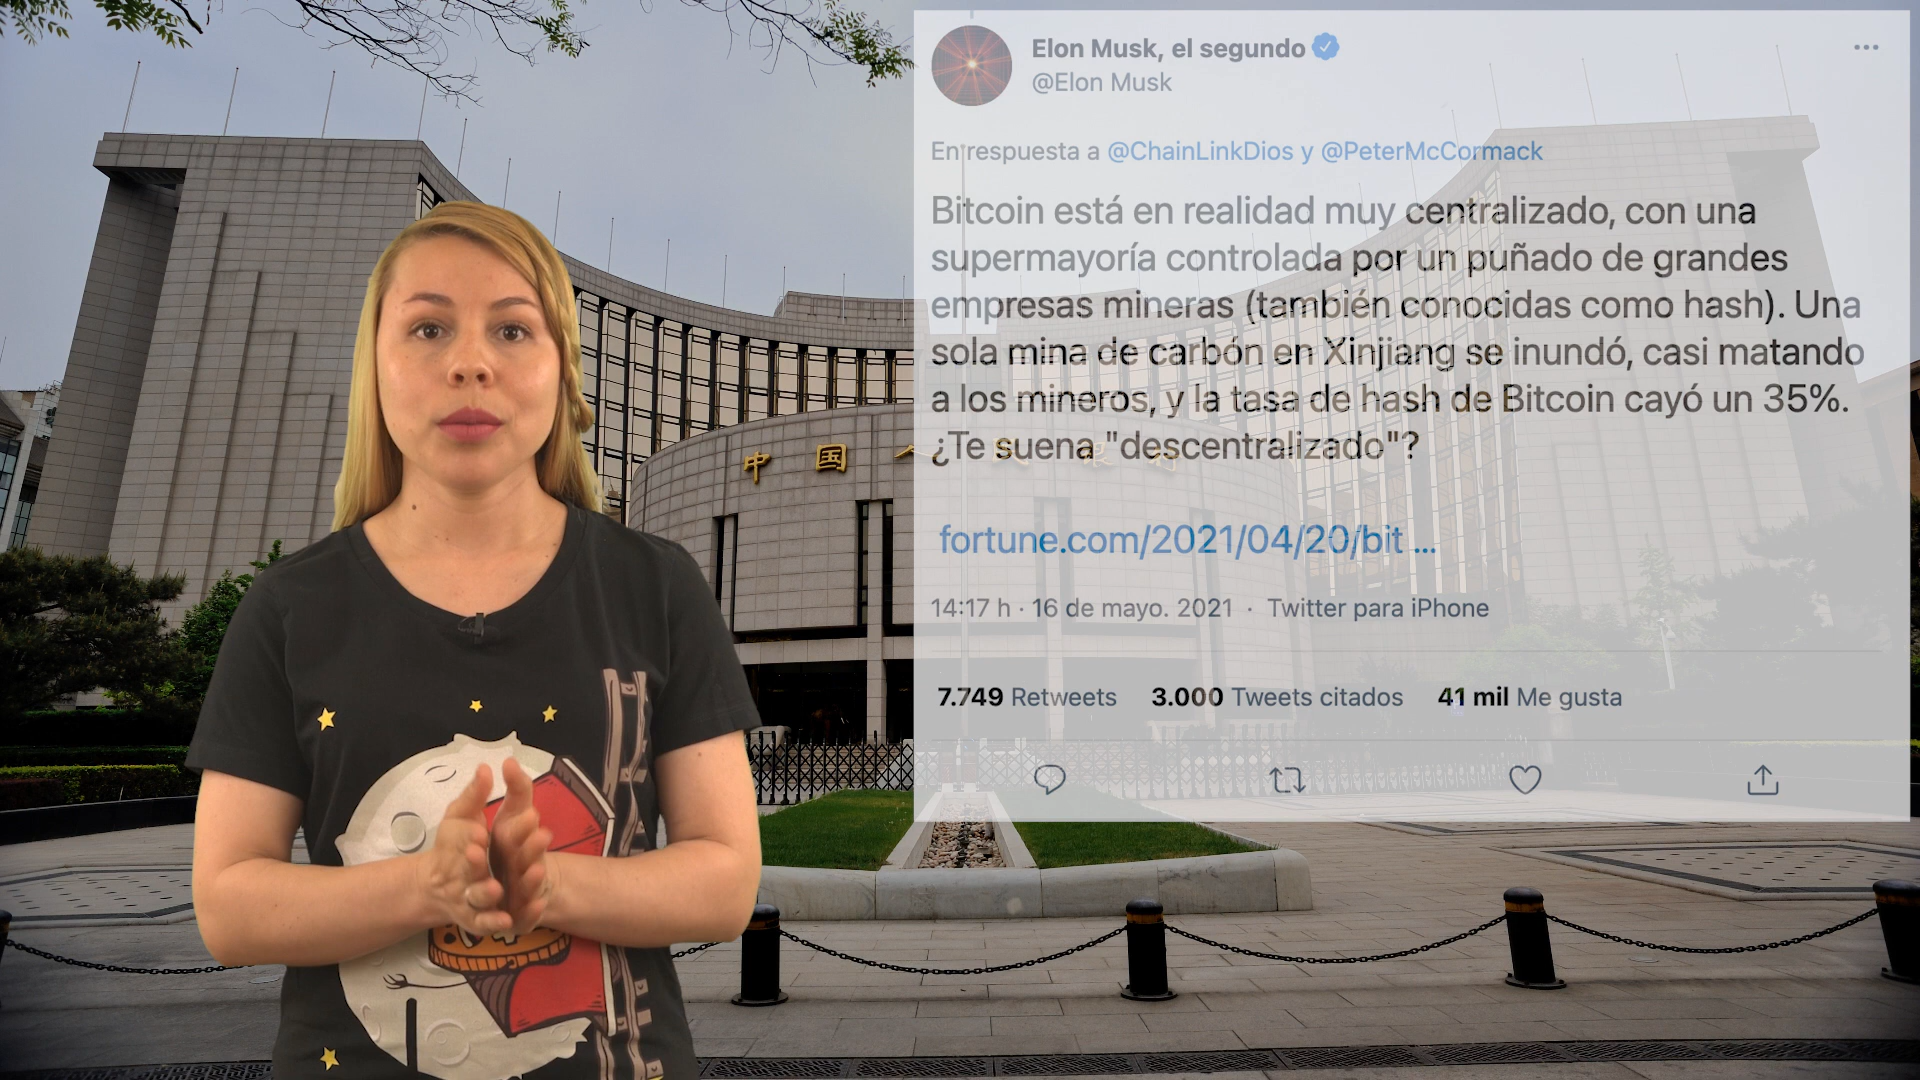 Elon Musk, el segundo
@Elon Musk
En respuesta a @ChainLinkDios y @PeterMcCormack
Bitcoin está en realidad muy centralizado, con una
supermayoría controlada por un puñado de grandes
empresas mineras (también conocidas como hash). Una
sola mina de carbón en Xinjiang se inundó, casi matando
a los mineros, y la tasa de hash de Bitcoin cayó un 35%.
¿Te suena "descentralizado"?
fortune.com/2021/04/20/bit ...
14:17 h · 16 de mayo. 2021 · Twitter para iPhone
7.749 Retweets 3.000 Tweets citados 41 mil Me gusta
中国人民银行